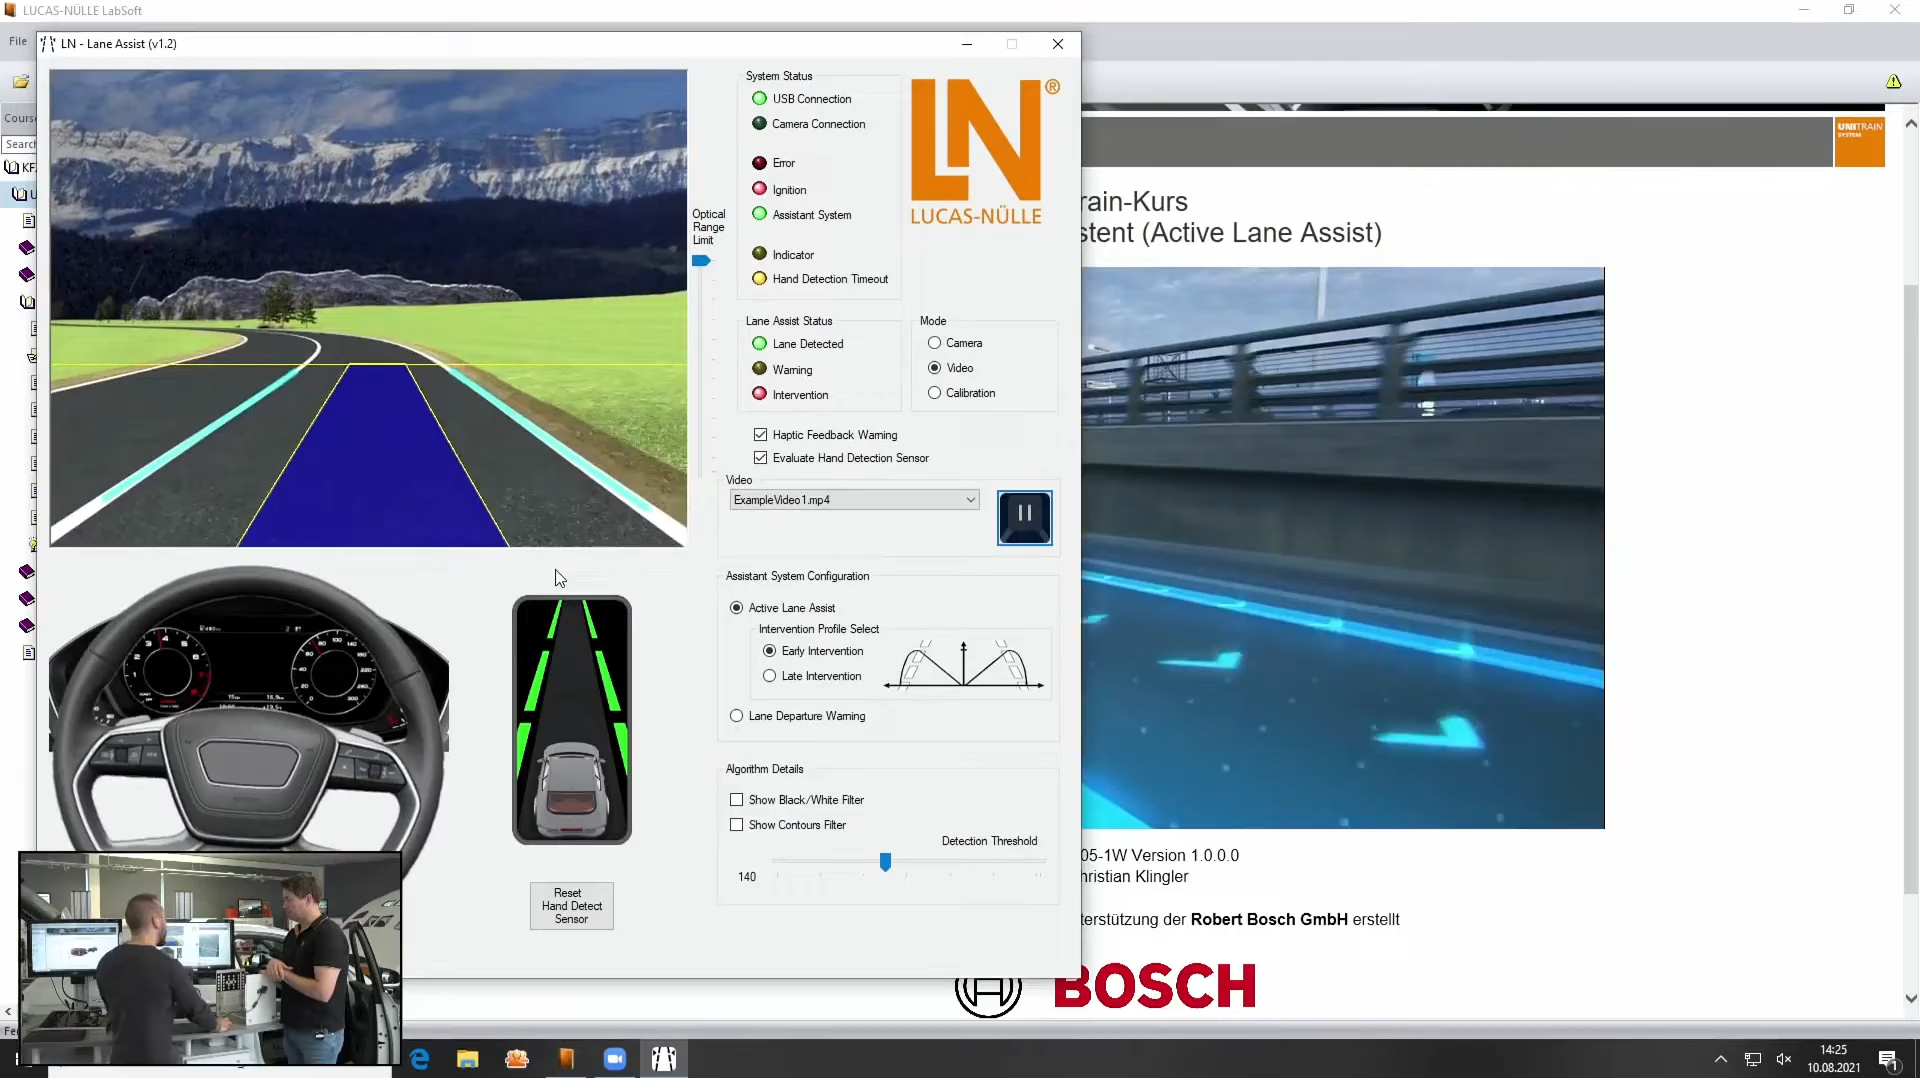 LUCAS-NÜLLE LabSoft
File
LN - Lane Assist (v1.2)
Course
Search
KF
U
System Status
USB Connection
Camera Connection
Error
Ignition
Assistant System
Indicator
Hand Detection Timeout
Optical
Range
Limit
LN®
LUCAS-NÜLLE
Lane Assist Status
Lane Detected
Warning
Intervention
Mode
Camera
Video
Calibration
Haptic Feedback Warning
Evaluate Hand Detection Sensor
Video
ExampleVideo1.mp4
Assistant System Configuration
Active Lane Assist
Intervention Profile Select
Early Intervention
Late Intervention
Lane Departure Warning
Algorithm Details
Show Black/White Filter
Show Contours Filter
Detection Threshold
140
Reset
Hand Detect
Sensor
UNITRAIN
SYSTEM
rain-Kurs
stent (Active Lane Assist)
05-1W Version 1.0.0.0
hristian Klingler
terstützung der Robert Bosch GmbH erstellt
BOSCH
Fe
14:25
10.08.2021
1